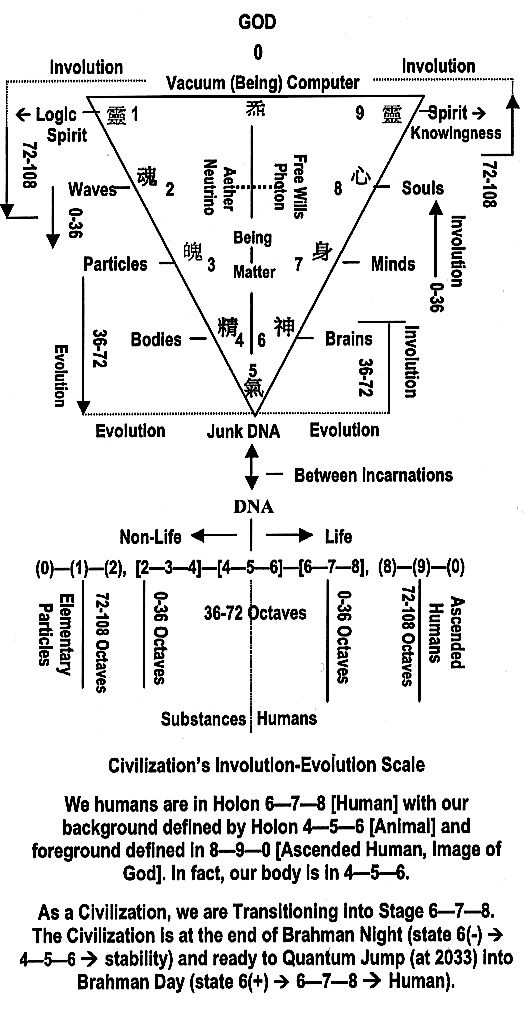 GOD
0
Involution
Involution
Vacuum (Being) Computer
← Logic
Spirit
靈 1
炁
9 靈
Spirit →
Knowingness
72-108
72-108
Waves
魂 2
Aether
Neutrino
Free Wills
Photon
8 心
Souls
0-36
Involution
0-36
Particles
魄 3
Being
Matter
7 身
Minds
36-72
Evolution
Bodies
精 4
6 神
Brains
36-72
Involution
5
氣
Evolution
Junk DNA
Evolution
Between Incarnations
DNA
Non-Life
Life
(0)—(1)—(2), [2—3—4]—[4—5—6]—[6—7—8], (8)—(9)—(0)
Elementary
Particles
72-108 Octaves
0-36 Octaves
36-72 Octaves
0-36 Octaves
72-108 Octaves
Ascended
Humans
Substances
Humans
Civilization's Involution-Evolution Scale
We humans are in Holon 6—7—8 [Human] with our
background defined by Holon 4—5—6 [Animal] and
foreground defined in 8—9—0 [Ascended Human, Image of
God]. In fact, our body is in 4—5—6.
As a Civilization, we are Transitioning into Stage 6—7—8.
The Civilization is at the end of Brahman Night (state 6(-) →
4—5—6 → stability) and ready to Quantum Jump (at 2033) into
Brahman Day (state 6(+) → 6—7—8 → Human).